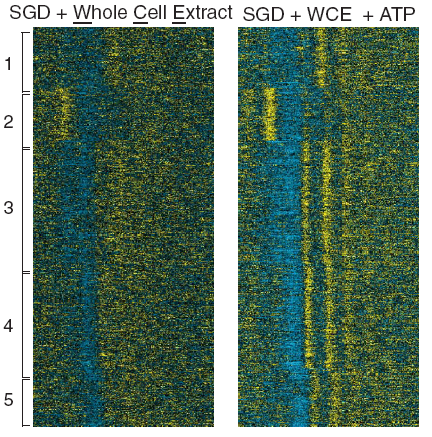 SGD + Whole Cell Extract
SGD + WCE + ATP
1
2
3
4
5